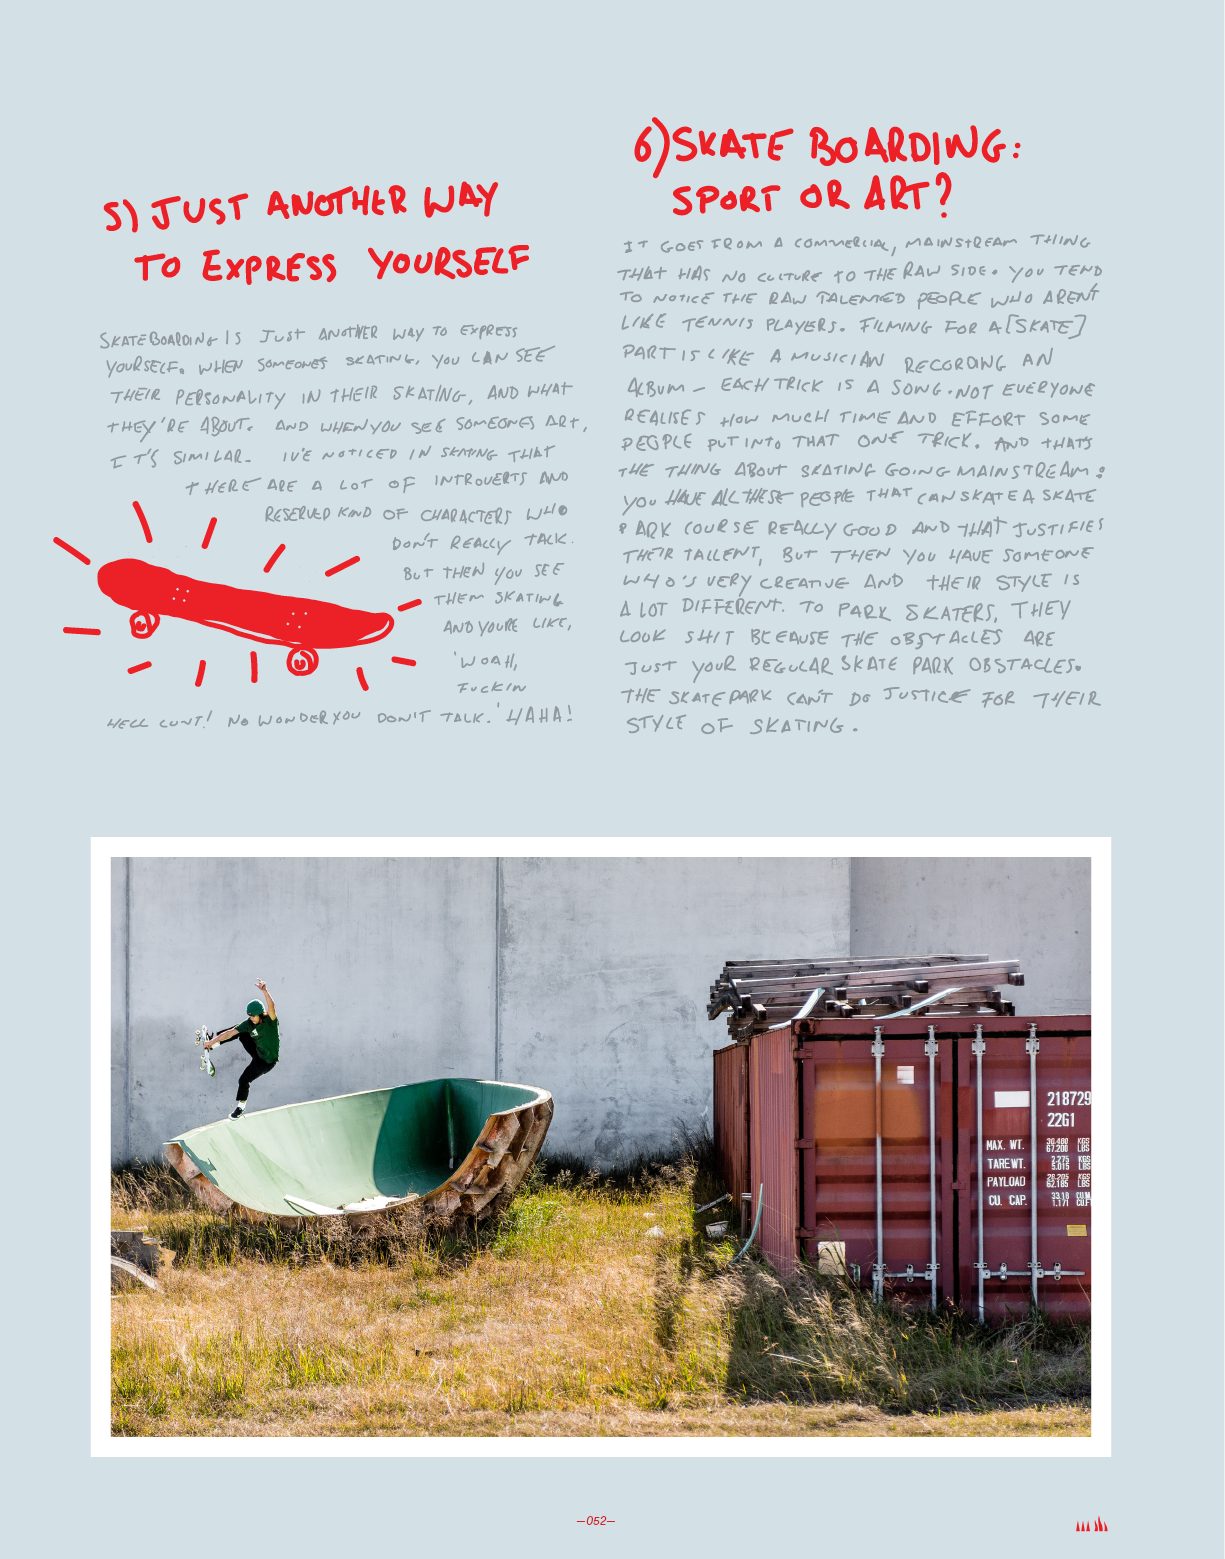 5) JUST ANOTHER WAY
TO EXPRESS YOURSELF
SKATEBOARDING IS JUST ANOTHER WAY TO EXPRESS
YOURSELF. WHEN SOMEONES SKATING, YOU CAN SEE
THEIR PERSONALITY IN THEIR SKATING, AND WHAT
THEY'RE ABOUT. AND WHEN YOU SEE SOMEONES ART,
IT'S SIMILAR. IV'E NOTICED IN SKATING THAT
THERE ARE A LOT OF INTROVERTS AND
RESERVED KIND OF CHARACTERS WHO
DON'T REALLY TALK.
BUT THEN YOU SEE
THEM SKATING
AND YOU'RE LIKE,
'WOAH,
FUCKIN
HELL CUNT! NO WONDER YOU DON'T TALK.' HAHA!
6) SKATE BOARDING:
SPORT OR ART?
IT GOES FROM A COMMERCIAL, MAINSTREAM THING
THAT HAS NO CULTURE TO THE RAW SIDE. YOU TEND
TO NOTICE THE RAW TALENTED PEOPLE WHO AREN'T
LIKE TENNIS PLAYERS. FILMING FOR A [SKATE]
PART IS LIKE A MUSICIAN RECORDING AN
ALBUM – EACH TRICK IS A SONG. NOT EVERYONE
REALISES HOW MUCH TIME AND EFFORT SOME
PEOPLE PUT INTO THAT ONE TRICK. AND THATS
THE THING ABOUT SKATING GOING MAINSTREAM:
YOU HAVE ALL THESE PEOPLE THAT CAN SKATE A SKATE
PARK COURSE REALLY GOOD AND THAT JUSTIFIES
THEIR TALLENT, BUT THEN YOU HAVE SOMEONE
WHO'S VERY CREATIVE AND THEIR STYLE IS
A LOT DIFFERENT. TO PARK SKATERS, THEY
LOOK SHIT BECAUSE THE OBSTACLES ARE
JUST YOUR REGULAR SKATE PARK OBSTACLES.
THE SKATEPARK CAN'T DO JUSTICE FOR THEIR
STYLE OF SKATING.
218729
22G1
MAX. WT. 30.480 KGS
67.200 LBS
TARE WT. 2.275 KGS
5.015 LBS
PAYLOAD 28.205 KGS
62.185 LBS
CU. CAP. 33.18 CU.M
1.171 CU.F
—052—